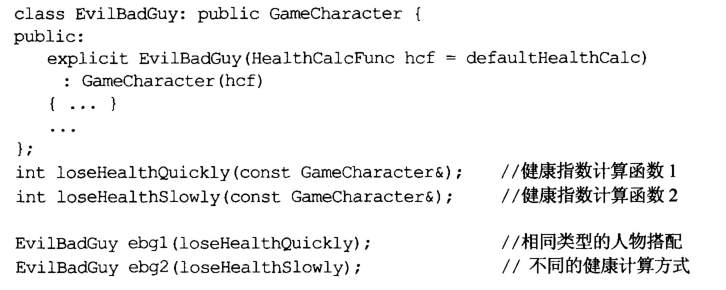 class EvilBadGuy: public GameCharacter {
public:
    explicit EvilBadGuy(HealthCalcFunc hcf = defaultHealthCalc)
      : GameCharacter(hcf)
    { ... }
    ...
};
int loseHealthQuickly(const GameCharacter&);    //健康指数计算函数 1
int loseHealthSlowly(const GameCharacter&);    //健康指数计算函数 2
EvilBadGuy ebg1(loseHealthQuickly);    //相同类型的人物搭配
EvilBadGuy ebg2(loseHealthSlowly);    // 不同的健康计算方式